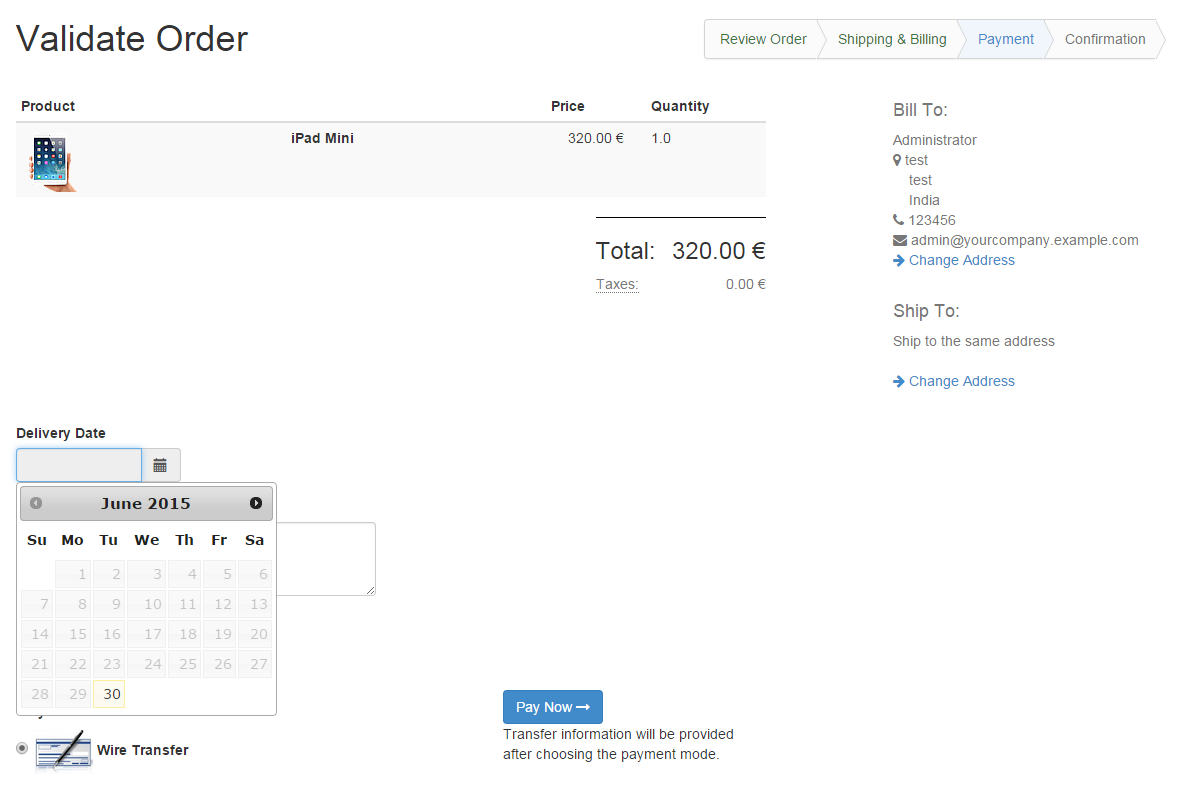 Validate Order
Review Order
Shipping & Billing
Payment
Confirmation
Product Price Quantity
iPad Mini 320.00 € 1.0
Total: 320.00 €
Taxes: 0.00 €
Bill To:
Administrator
test
test
India
123456
admin@yourcompany.example.com
Change Address
Ship To:
Ship to the same address
Change Address
Delivery Date
June 2015
Su Mo Tu We Th Fr Sa
1 2 3 4 5 6
7 8 9 10 11 12 13
14 15 16 17 18 19 20
21 22 23 24 25 26 27
28 29 30
Wire Transfer
Pay Now
Transfer information will be provided
after choosing the payment mode.